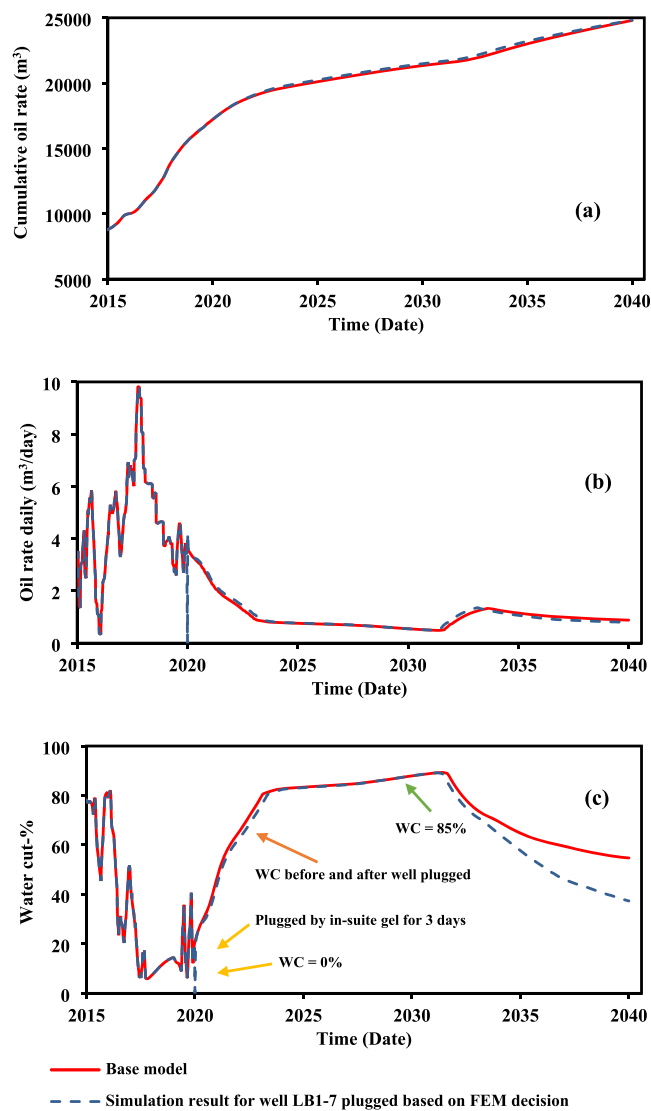 25000
20000
15000
10000
5000
Cumulative oil rate (m³)
(a)
2015 2020 2025 2030 2035 2040
Time (Date)
10
8
6
4
2
0
Oil rate daily (m³/day)
(b)
2015 2020 2025 2030 2035 2040
Time (Date)
100
80
60
40
20
0
Water cut-%
(c)
WC = 85%
WC before and after well plugged
Plugged by in-suite gel for 3 days
WC = 0%
2015 2020 2025 2030 2035 2040
Time (Date)
Base model
Simulation result for well LB1-7 plugged based on FEM decision